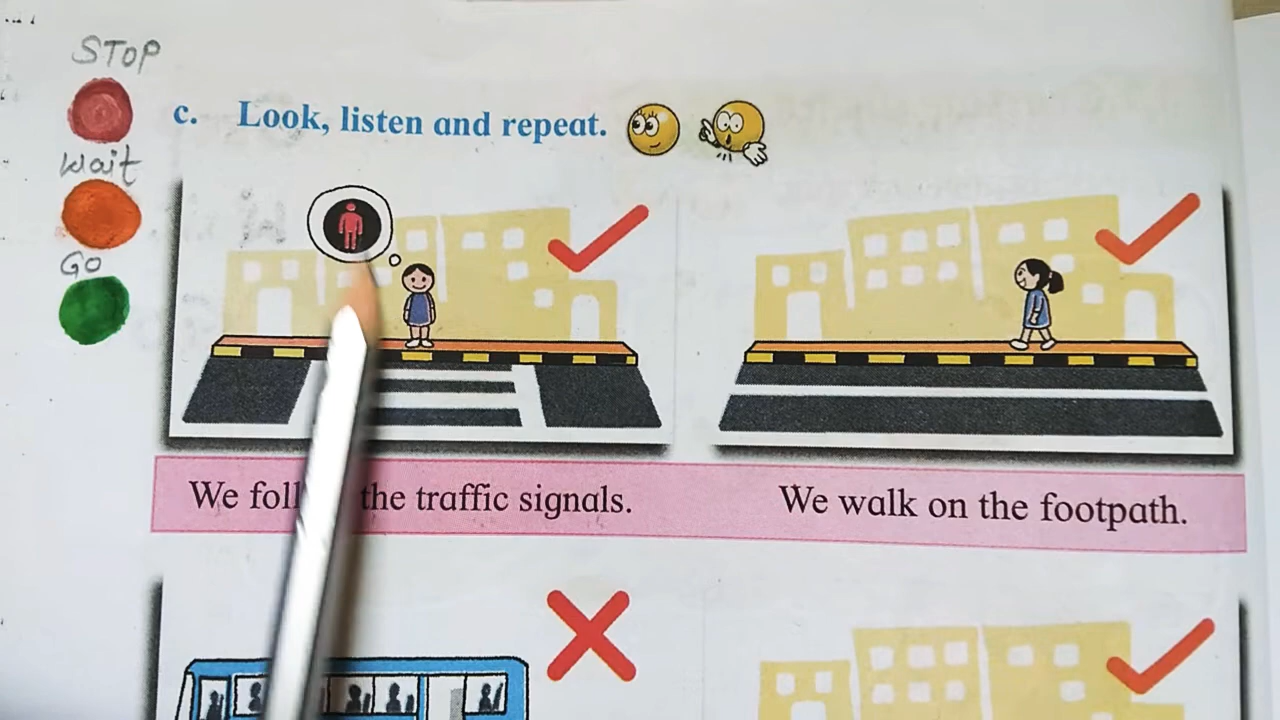 STOP
c. Look, listen and repeat.
Wait
GO
We foll the traffic signals.
We walk on the footpath.